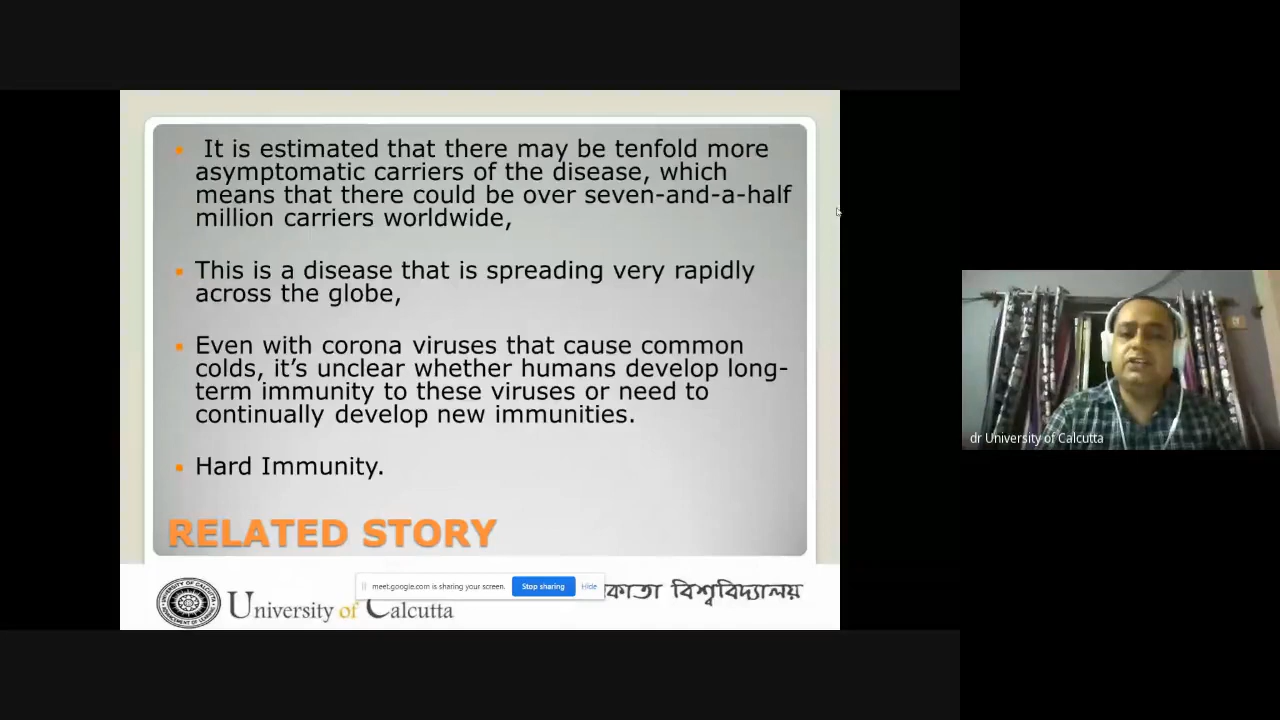 It is estimated that there may be tenfold more
asymptomatic carriers of the disease, which
means that there could be over seven-and-a-half
million carriers worldwide,
This is a disease that is spreading very rapidly
across the globe,
Even with corona viruses that cause common
colds, it’s unclear whether humans develop long-
term immunity to these viruses or need to
continually develop new immunities.
Hard Immunity.
RELATED STORY
meet.google.com is sharing your screen. Stop sharing Hide
University of Calcutta
বিশ্ববিদ্যালয়
dr University of Calcutta